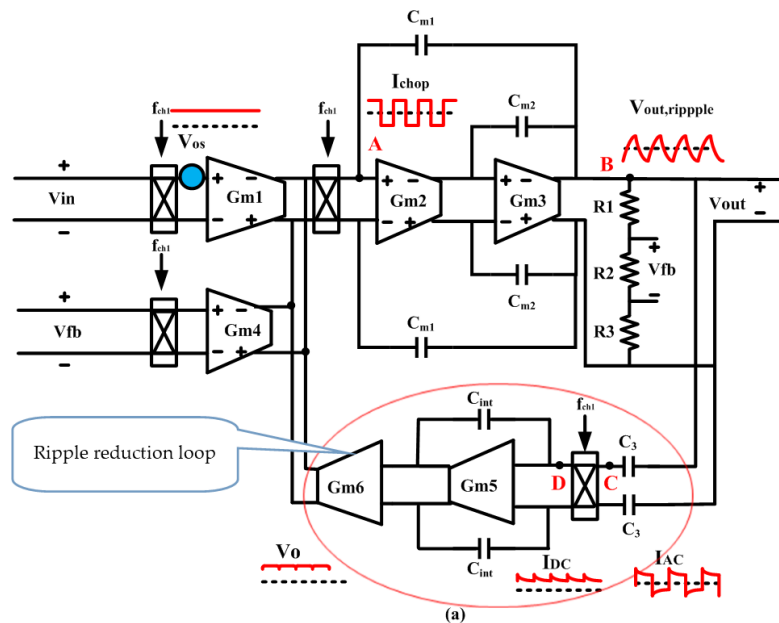 Cm1
Ichop
fch1
Vos
fch1
A
Cm2
Vout,rippple
B
+
Vin
−
+ −
Gm1
− +
+
Gm2
−
+ −
Gm3
− +
R1
+
Vfb
−
R2
R3
+
Vout
−
fch1
+
Vfb
−
+ −
Gm4
− +
Cm2
Cm1
Ripple reduction loop
Cint
fch1
C3
D
C
Gm6
Gm5
C3
Cint
Vo
IDC
IAC
(a)